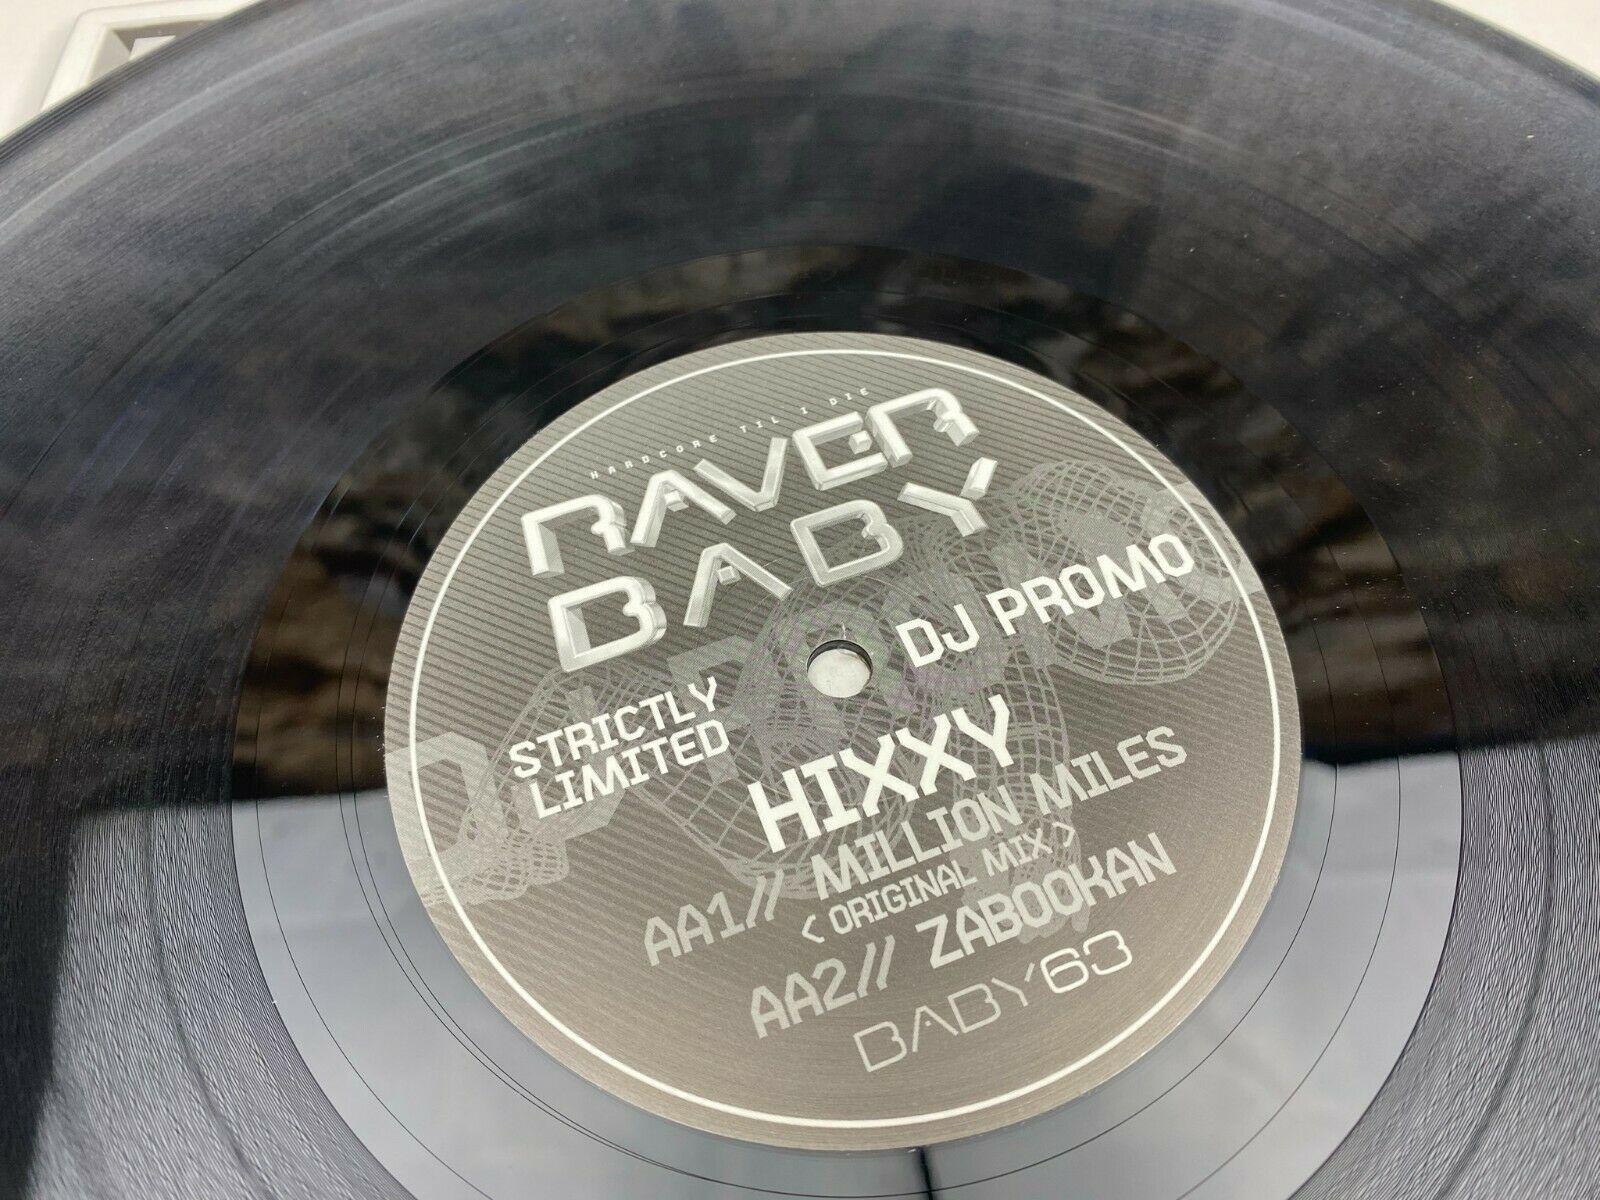 HARDCORE TIL I DIE
RAVER
BABY
DJ PROMO
STRICTLY
LIMITED
HIXXY
AA1// MILLION MILES
< ORIGINAL MIX >
AA2// ZABOOKAN
BABY63